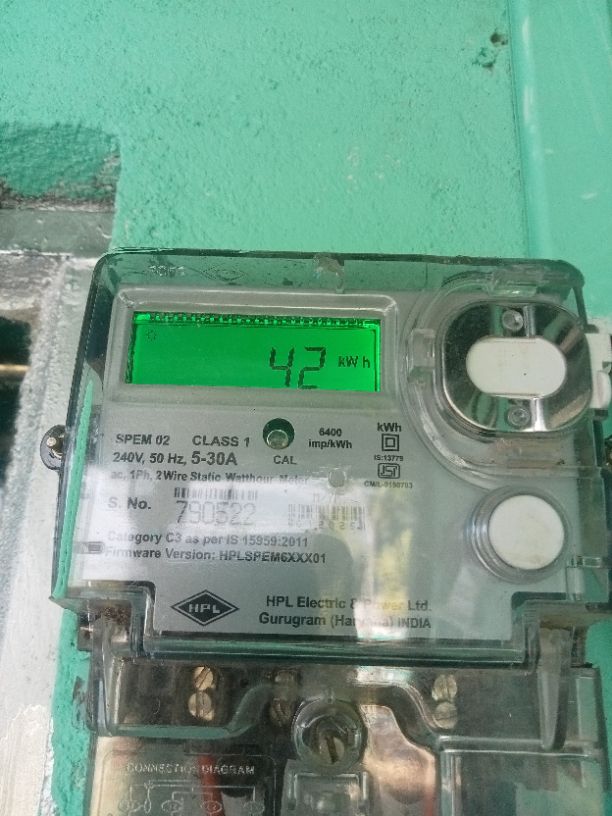 42 kWh
SPEM 02 CLASS 1
240V, 50 Hz, 5-30A
ac, 1Ph, 2Wire Static Watthour Meter
CAL
6400
imp/kWh
kWh
IS:13779
S. No. 790522
Category C3 as per IS 15959:2011
Firmware Version: HPLSPEM6XXX01
HPL
HPL Electric & Power Ltd.
Gurugram (Haryana) INDIA
CONNECTION DIAGRAM